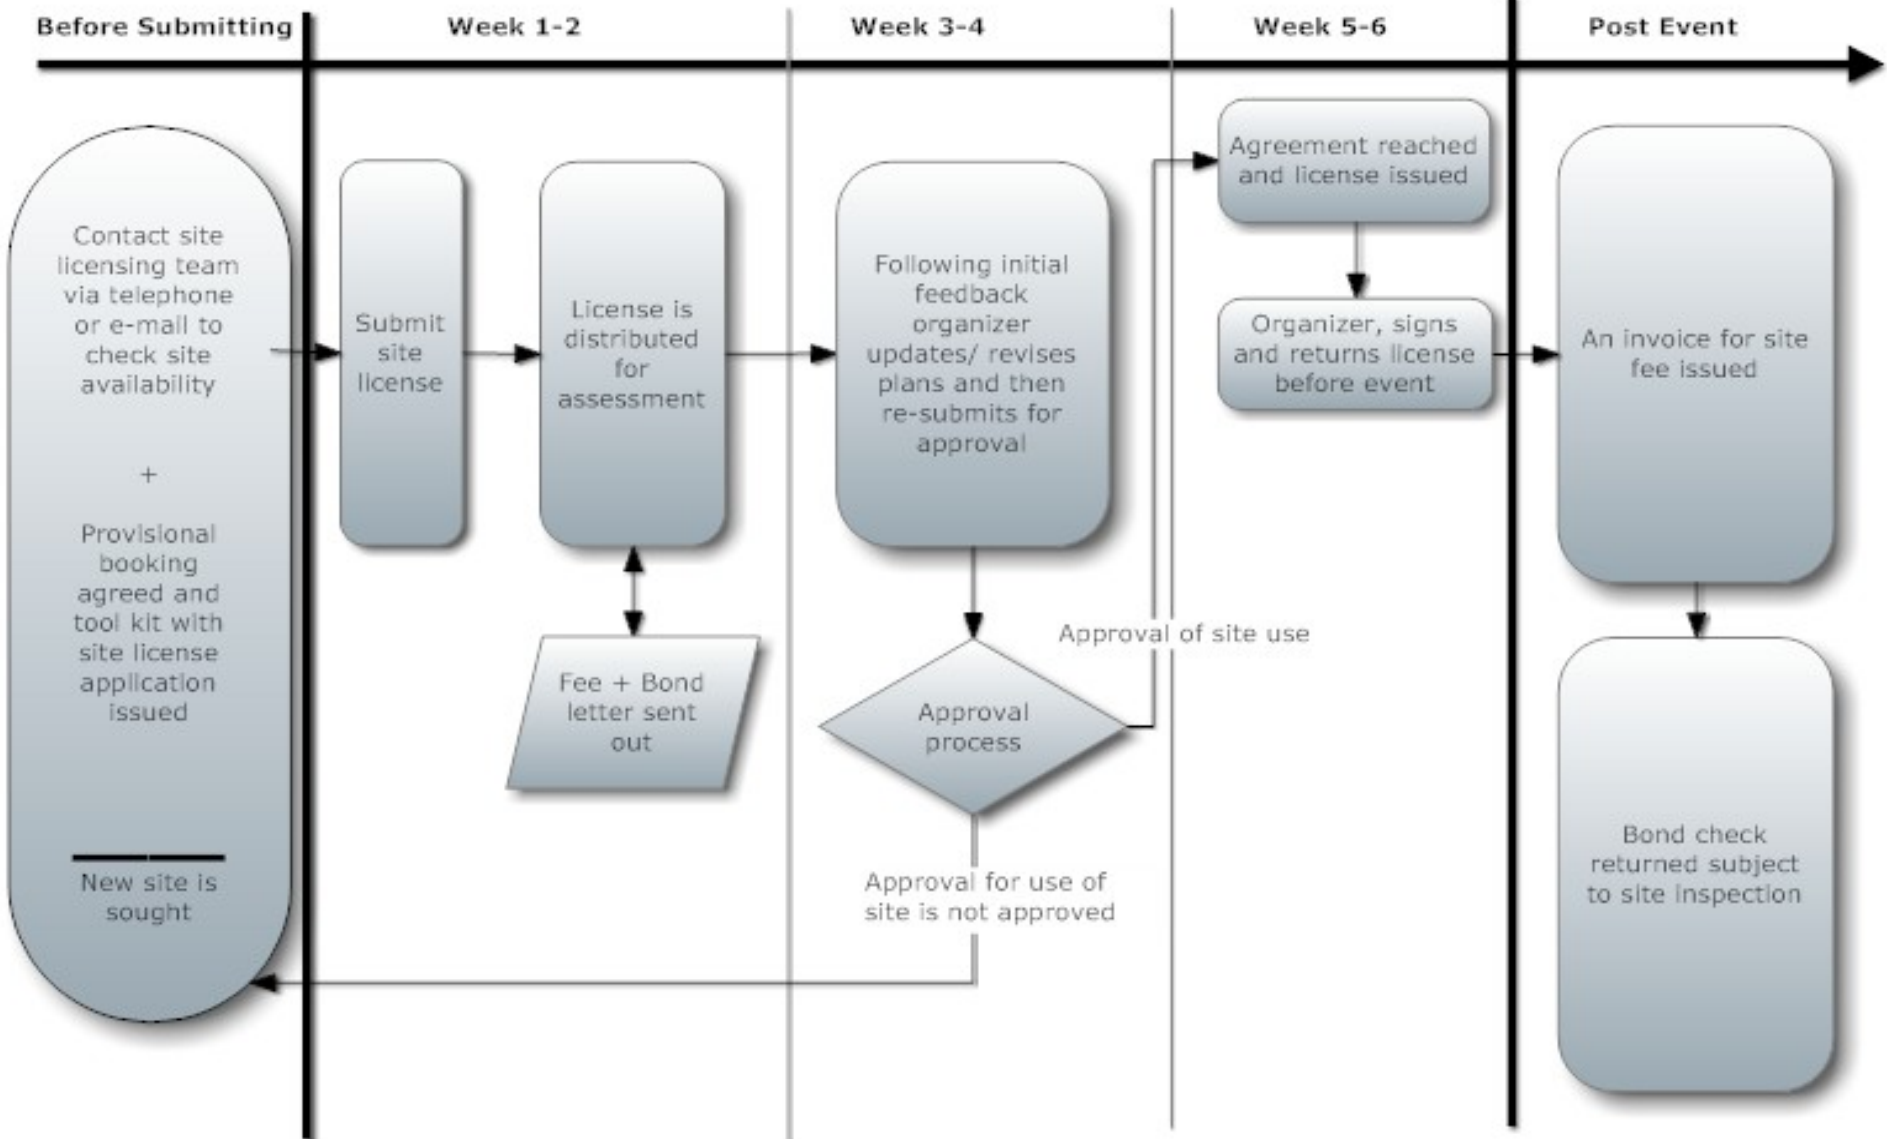 Before Submitting
Week 1-2
Week 3-4
Week 5-6
Post Event
Contact site
licensing team
via telephone
or e-mail to
check site
availability
+
Provisional
booking
agreed and
tool kit with
site license
application
issued
New site is
sought
Submit
site
license
License is
distributed
for
assessment
Fee + Bond
letter sent
out
Following initial
feedback
organizer
updates/ revises
plans and then
re-submits for
approval
Approval
process
Approval of site use
Approval for use of
site is not approved
Agreement reached
and license issued
Organizer, signs
and returns license
before event
An invoice for site
fee issued
Bond check
returned subject
to site inspection